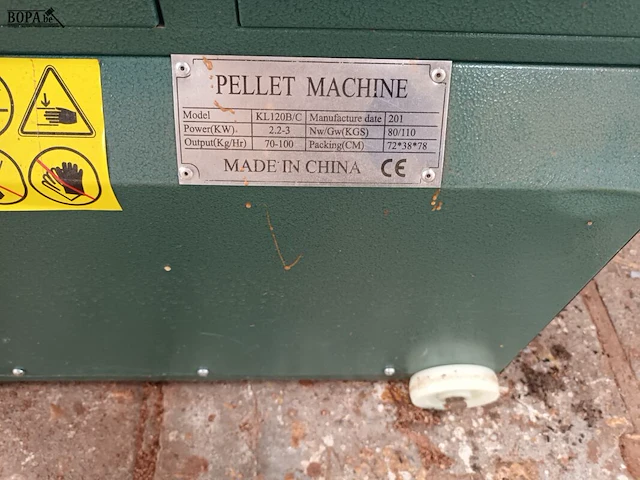 BOPA be
PELLET MACHINE
Model KL120B/C Manufacture date 201
Power(KW). 2.2-3 Nw/Gw(KGS) 80/110
Output(Kg/Hr) 70-100 Packing(CM) 72*38*78
MADE IN CHINA CE